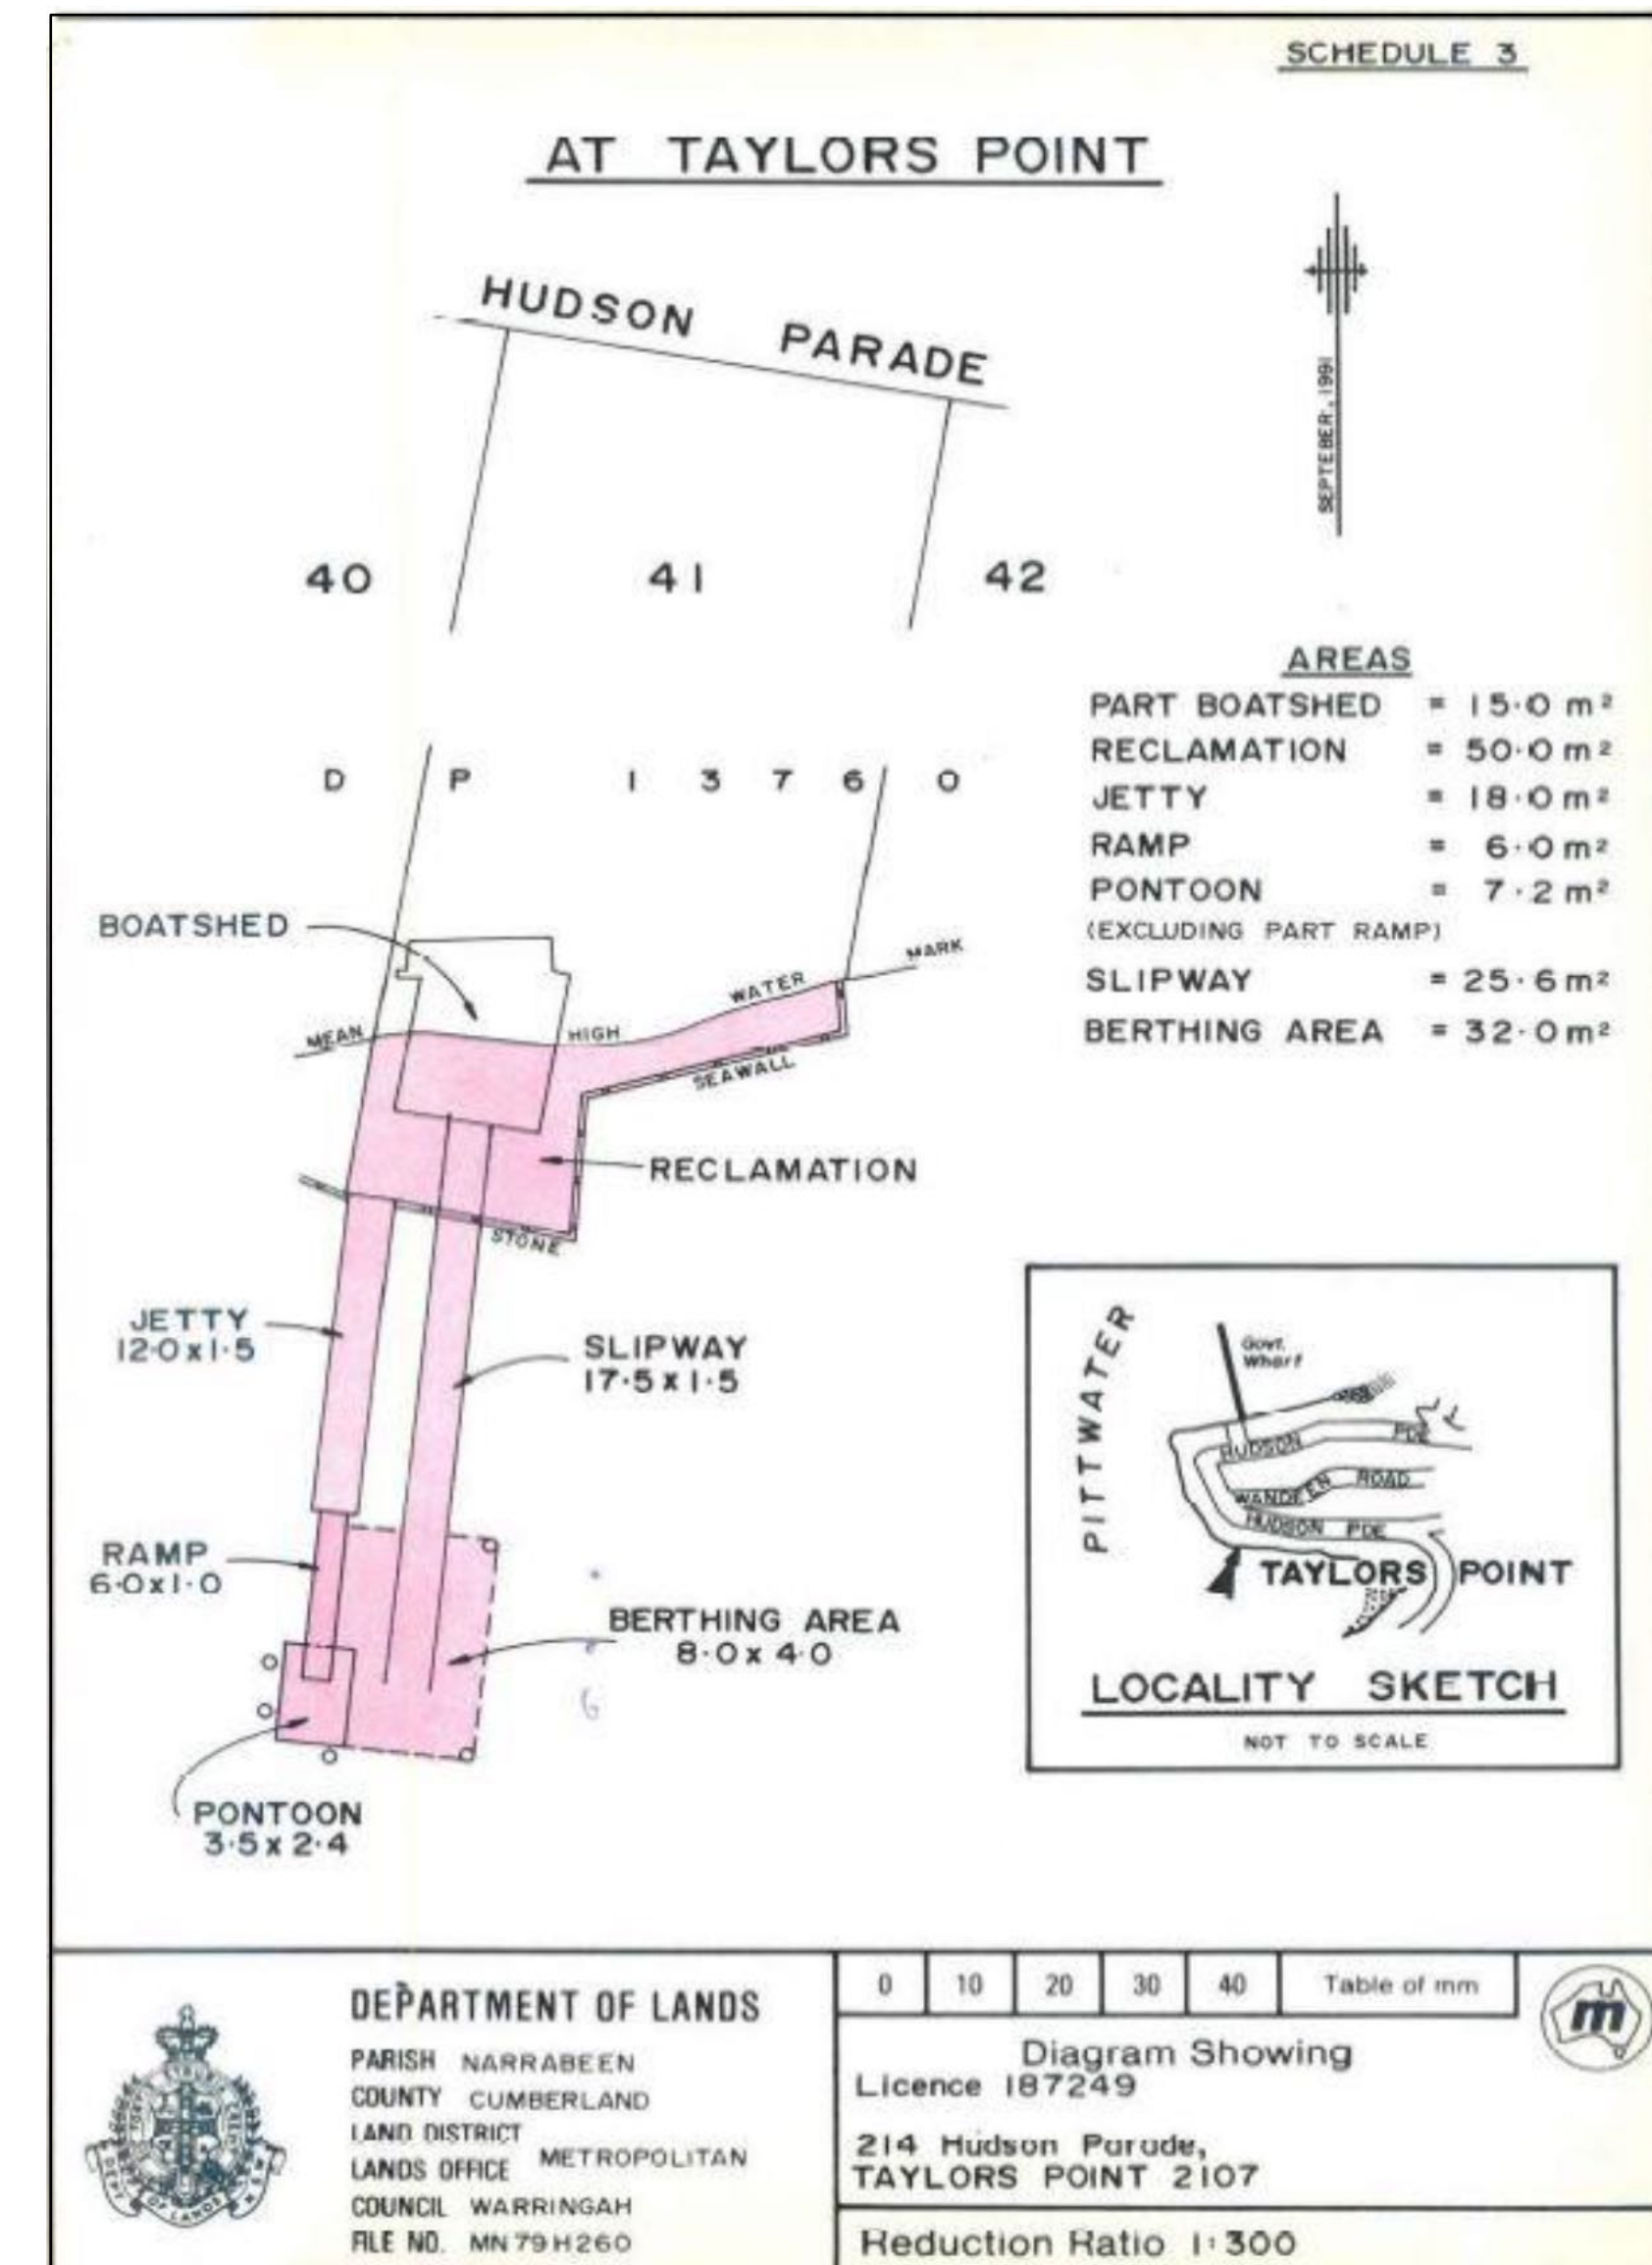 SCHEDULE 3
AT TAYLORS POINT
HUDSON PARADE
SEPTEBER, 1991
40 41 42
AREAS
PART BOATSHED = 15·0 m²
RECLAMATION = 50·0 m²
JETTY = 18·0 m²
RAMP = 6·0 m²
PONTOON = 7·2 m²
(EXCLUDING PART RAMP)
SLIPWAY = 25·6 m²
BERTHING AREA = 32·0 m²
D P 1 3 7 6 0
BOATSHED
MEAN HIGH WATER MARK
SEAWALL
RECLAMATION
STONE
JETTY
12·0 x 1·5
SLIPWAY
17·5 x 1·5
RAMP
6·0 x 1·0
BERTHING AREA
8·0 x 4·0
PONTOON
3·5 x 2·4
PITTWATER
Govt.
Wharf
HUDSON PDE
WANDEEN ROAD
HUDSON PDE
TAYLORS POINT
LOCALITY SKETCH
NOT TO SCALE
DEPARTMENT OF LANDS
PARISH NARRABEEN
COUNTY CUMBERLAND
LAND DISTRICT
LANDS OFFICE METROPOLITAN
COUNCIL WARRINGAH
FILE NO. MN79H260
0 10 20 30 40 Table of mm
m
Diagram Showing
Licence 187249
214 Hudson Parade,
TAYLORS POINT 2107
Reduction Ratio 1:300
DEPT OF LANDS